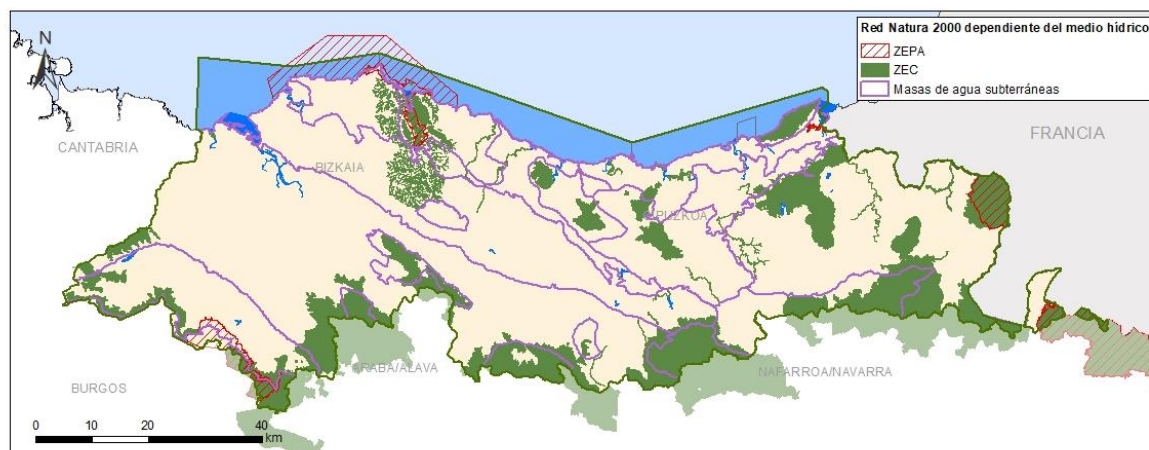 Red Natura 2000 dependiente del medio hídrico
ZEPA
ZEC
Masas de agua subterráneas
N
FRANCIA
CANTABRIA
BIZKAIA
IPUZKOA
ARABA/ALAVA
NAFARROA/NAVARRA
BURGOS
0 10 20 40
km